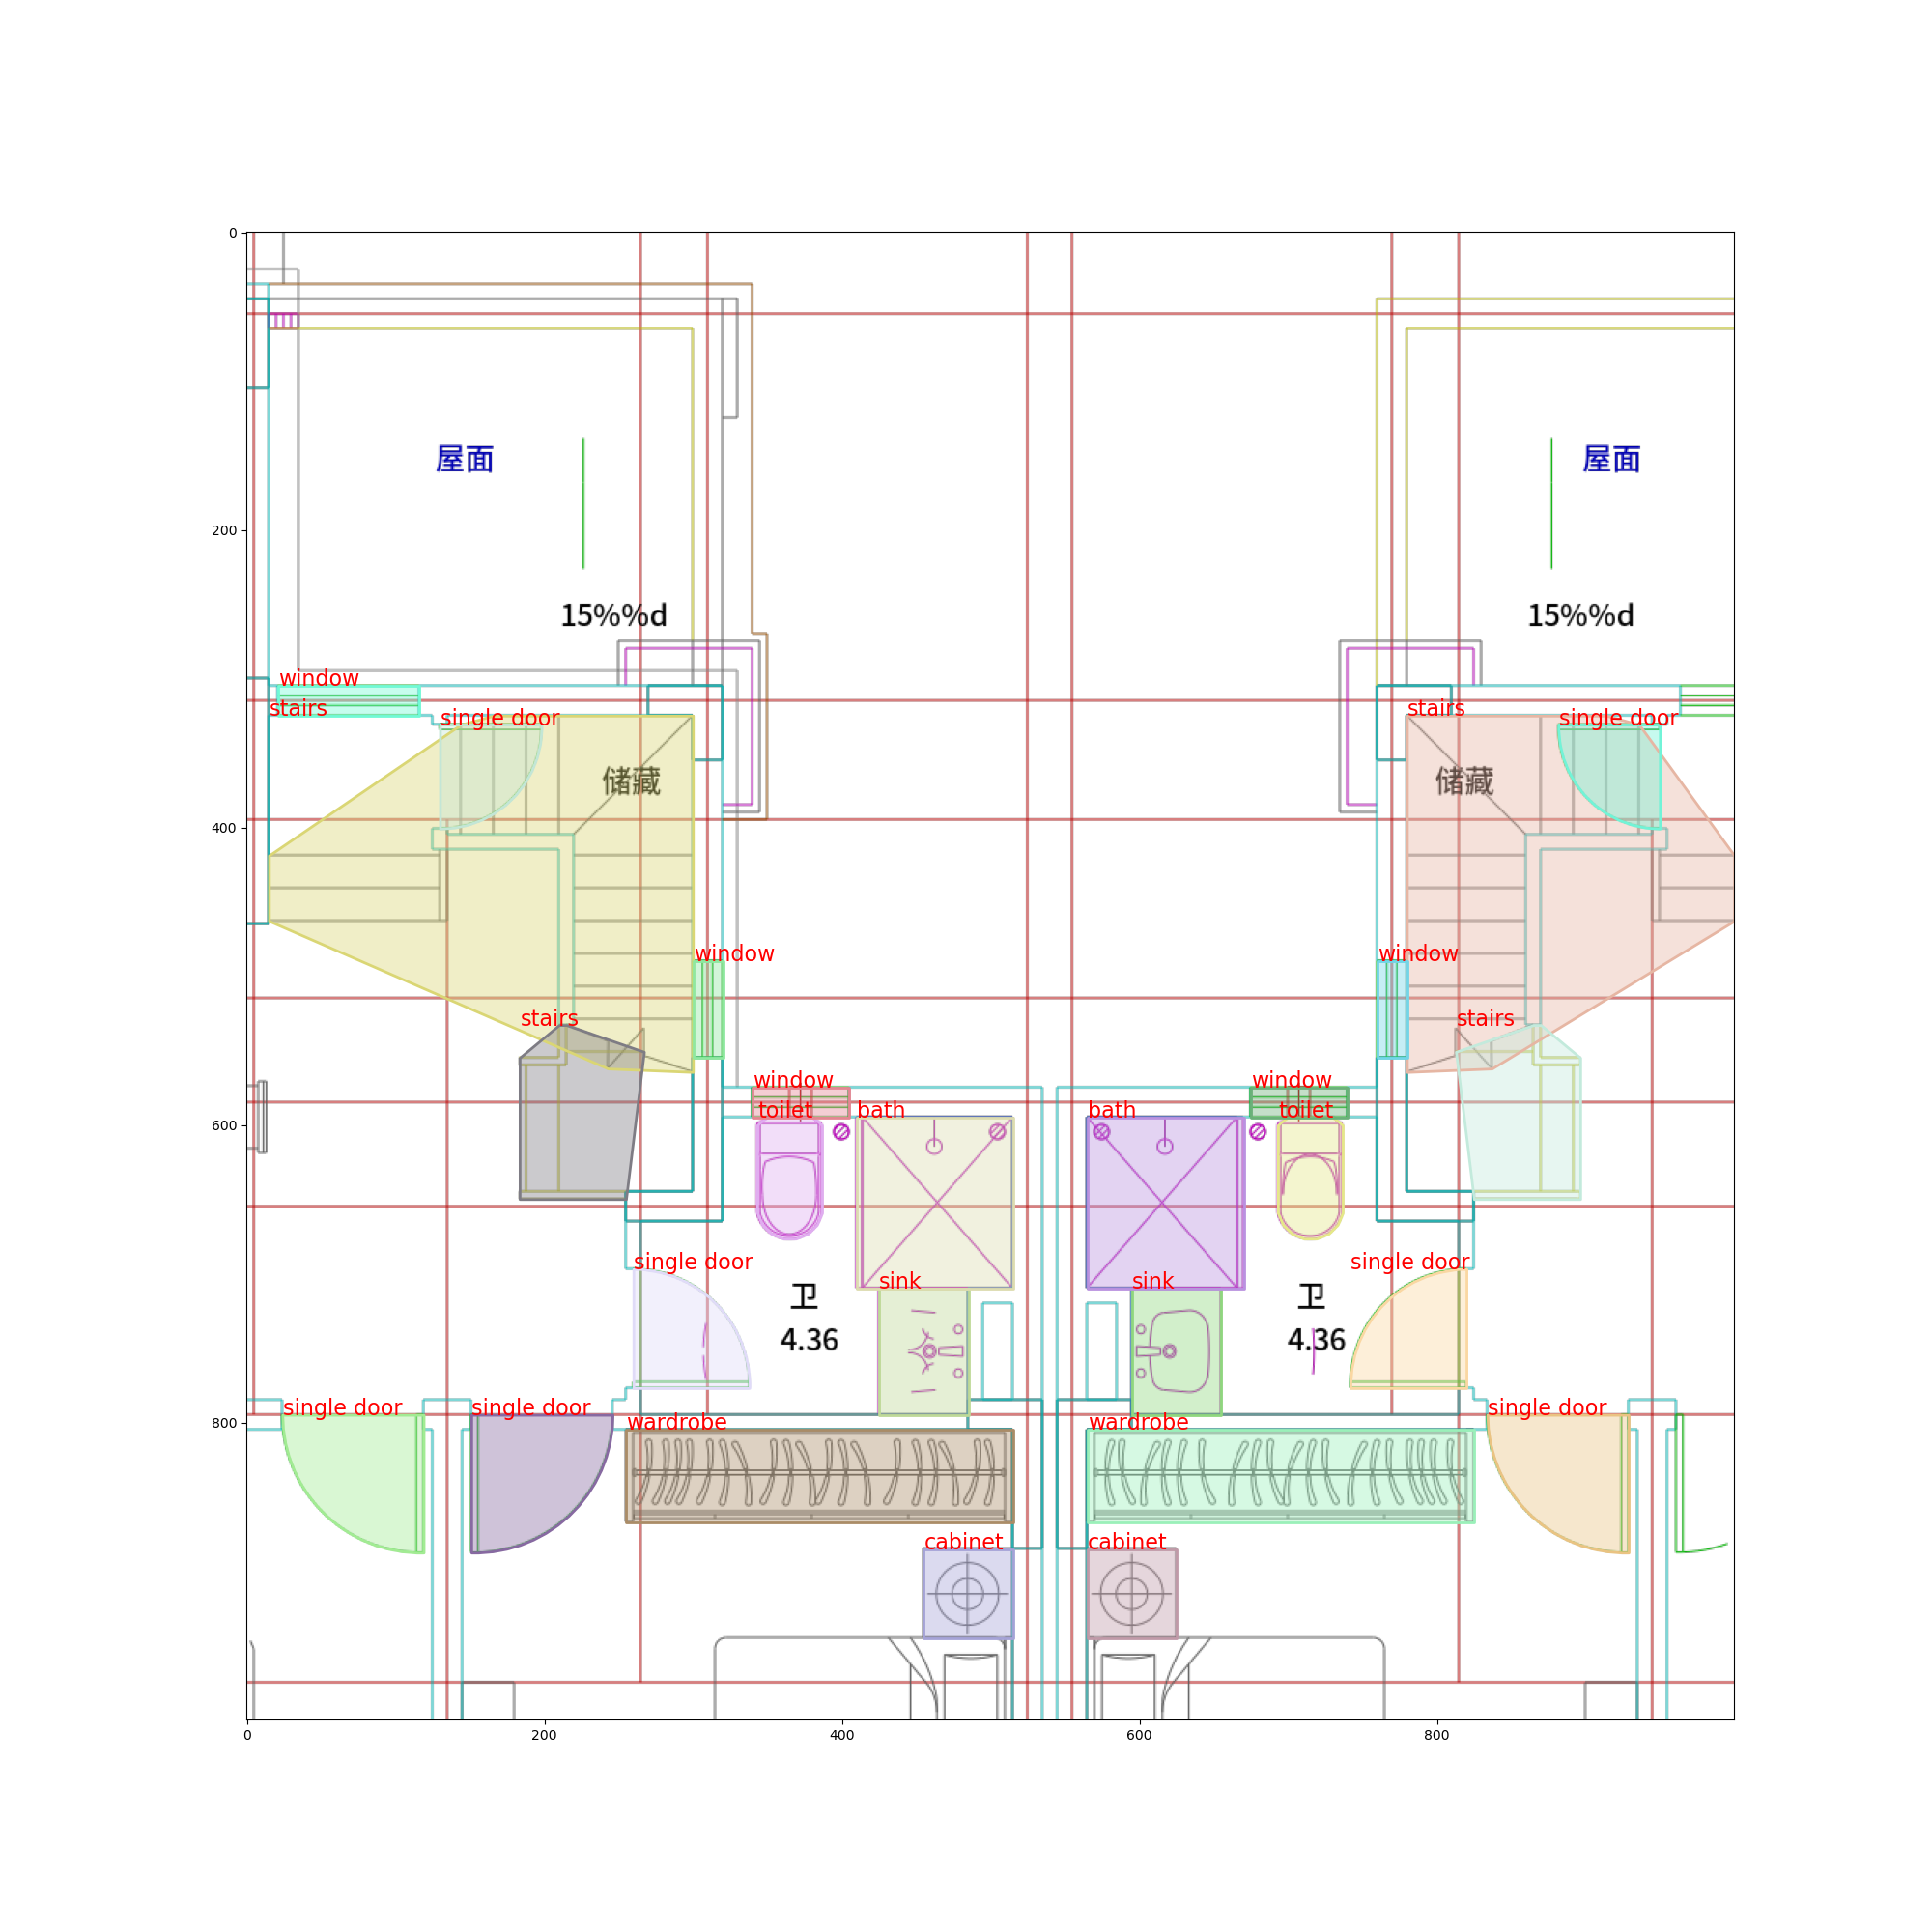 0
屋面
屋面
200
15%%d
15%%d
window
stairs
single door
stairs
single door
储藏
储藏
400
window
window
stairs
stairs
window
window
600
toilet
bath
bath
toilet
single door
single door
sink
sink
卫
卫
4.36
4.36
single door
single door
single door
800
wardrobe
wardrobe
cabinet
cabinet
0
200
400
600
800